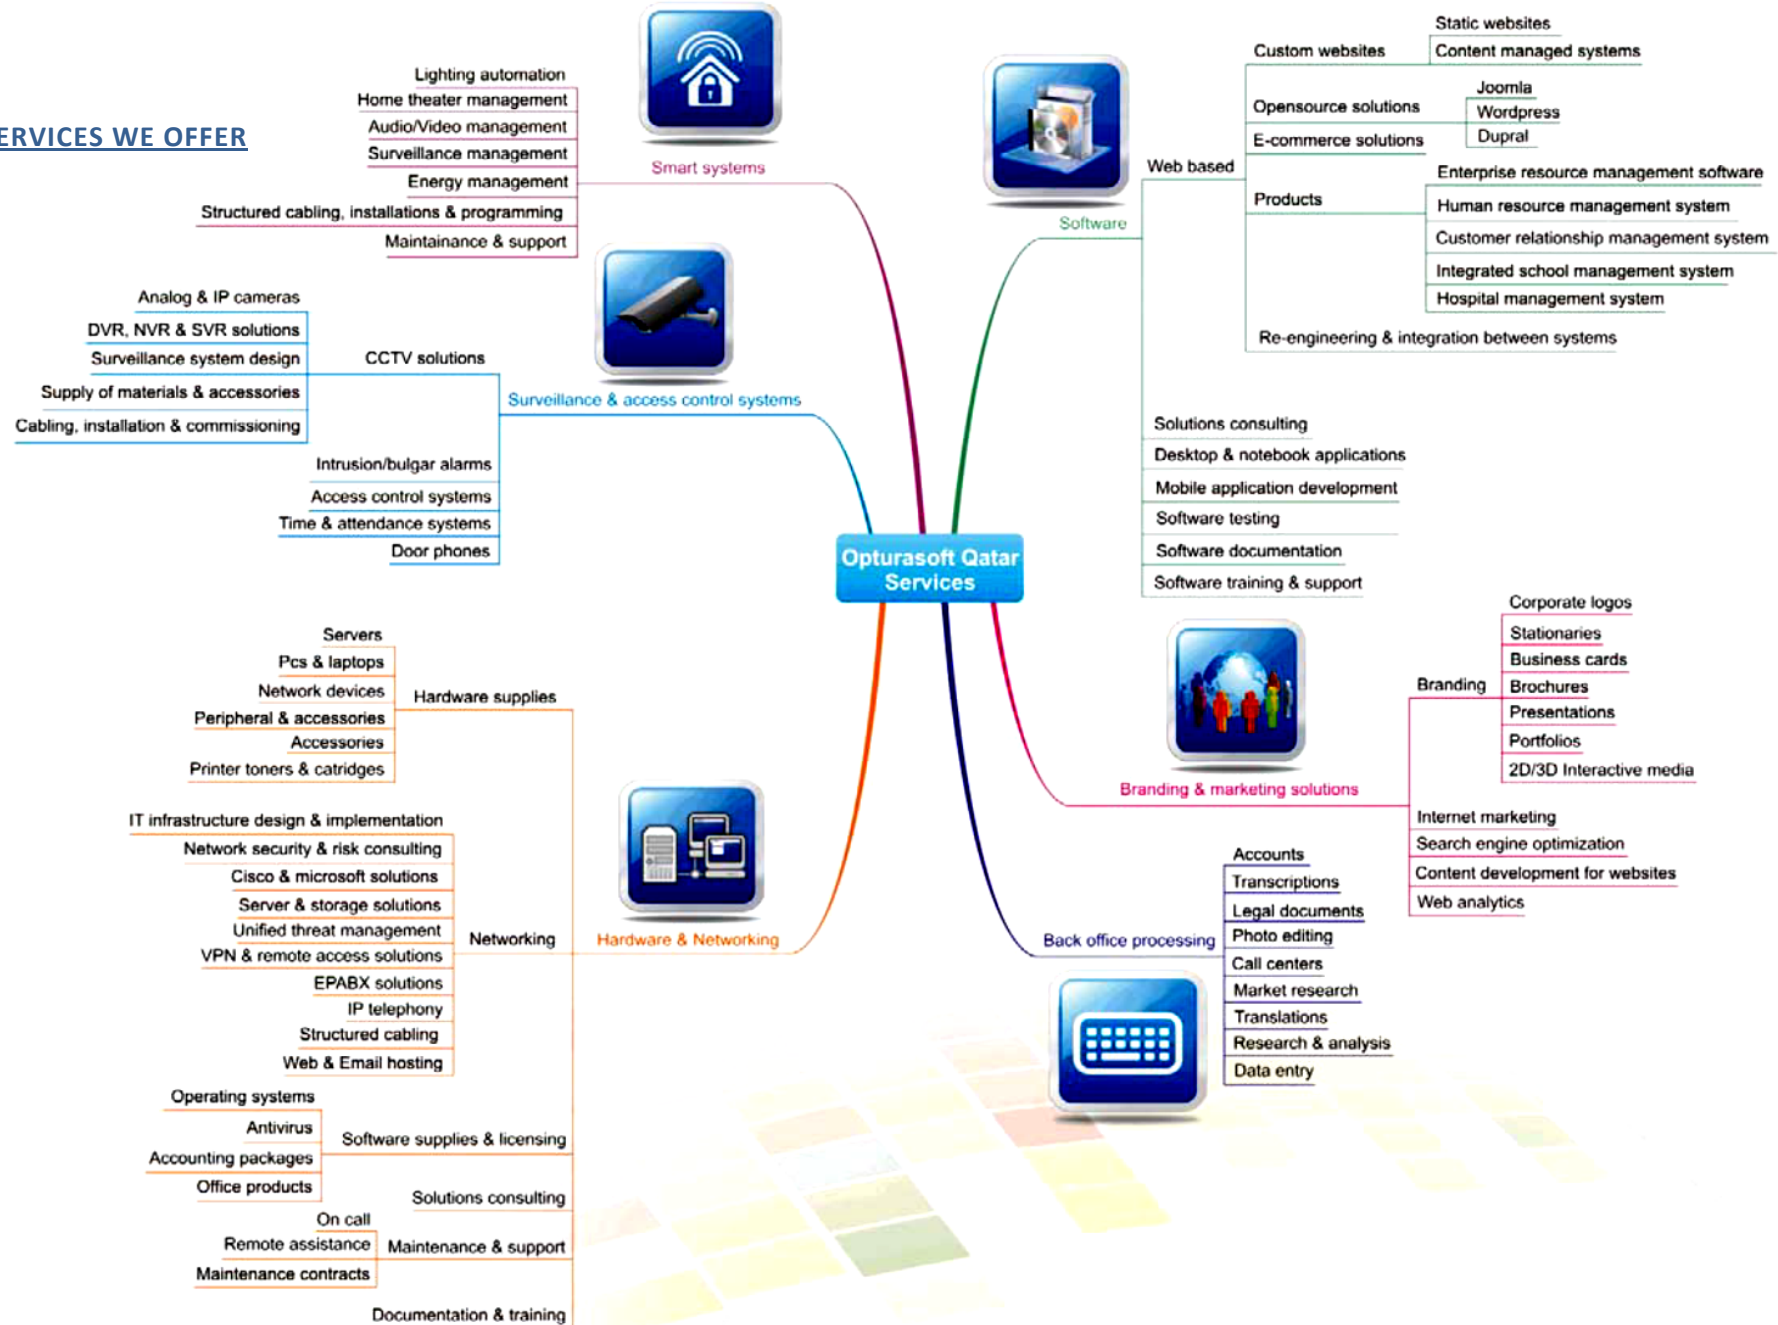 ERVICES WE OFFER
Lighting automation
Home theater management
Audio/Video management
Surveillance management
Energy management
Structured cabling, installations & programming
Maintainance & support
Smart systems
Analog & IP cameras
DVR, NVR & SVR solutions
Surveillance system design
Supply of materials & accessories
Cabling, installation & commissioning
CCTV solutions
Intrusion/bulgar alarms
Access control systems
Time & attendance systems
Door phones
Surveillance & access control systems
Opturasoft Qatar
Services
Servers
Pcs & laptops
Network devices
Peripheral & accessories
Accessories
Printer toners & catridges
Hardware supplies
IT infrastructure design & implementation
Network security & risk consulting
Cisco & microsoft solutions
Server & storage solutions
Unified threat management
VPN & remote access solutions
EPABX solutions
IP telephony
Structured cabling
Web & Email hosting
Networking
Hardware & Networking
Operating systems
Antivirus
Accounting packages
Office products
Software supplies & licensing
Solutions consulting
On call
Remote assistance
Maintenance contracts
Maintenance & support
Documentation & training
Software
Web based
Custom websites
Static websites
Content managed systems
Opensource solutions
Joomla
Wordpress
Dupral
E-commerce solutions
Products
Enterprise resource management software
Human resource management system
Customer relationship management system
Integrated school management system
Hospital management system
Re-engineering & integration between systems
Solutions consulting
Desktop & notebook applications
Mobile application development
Software testing
Software documentation
Software training & support
Branding & marketing solutions
Branding
Corporate logos
Stationaries
Business cards
Brochures
Presentations
Portfolios
2D/3D Interactive media
Internet marketing
Search engine optimization
Content development for websites
Web analytics
Back office processing
Accounts
Transcriptions
Legal documents
Photo editing
Call centers
Market research
Translations
Research & analysis
Data entry